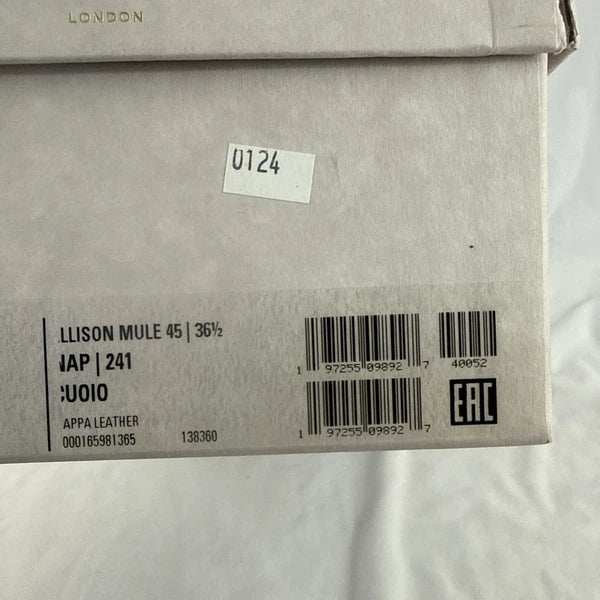 LONDON
0124
LLISON MULE 45 | 36½
NAP | 241
CUOIO
APPA LEATHER
000165981365 138360
1 97255 09892 7
40052
1 97255 09892 7
EAC